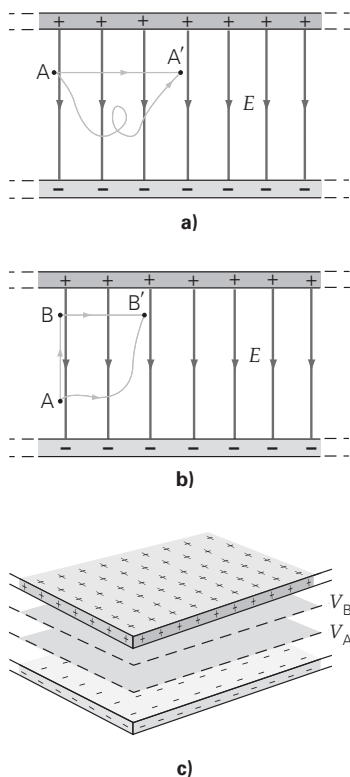 + + + + + + +
A A′
E
– – – – – – –
a)
+ + + + + + +
B B′
E
A
– – – – – – –
b)
V_B
V_A
c)